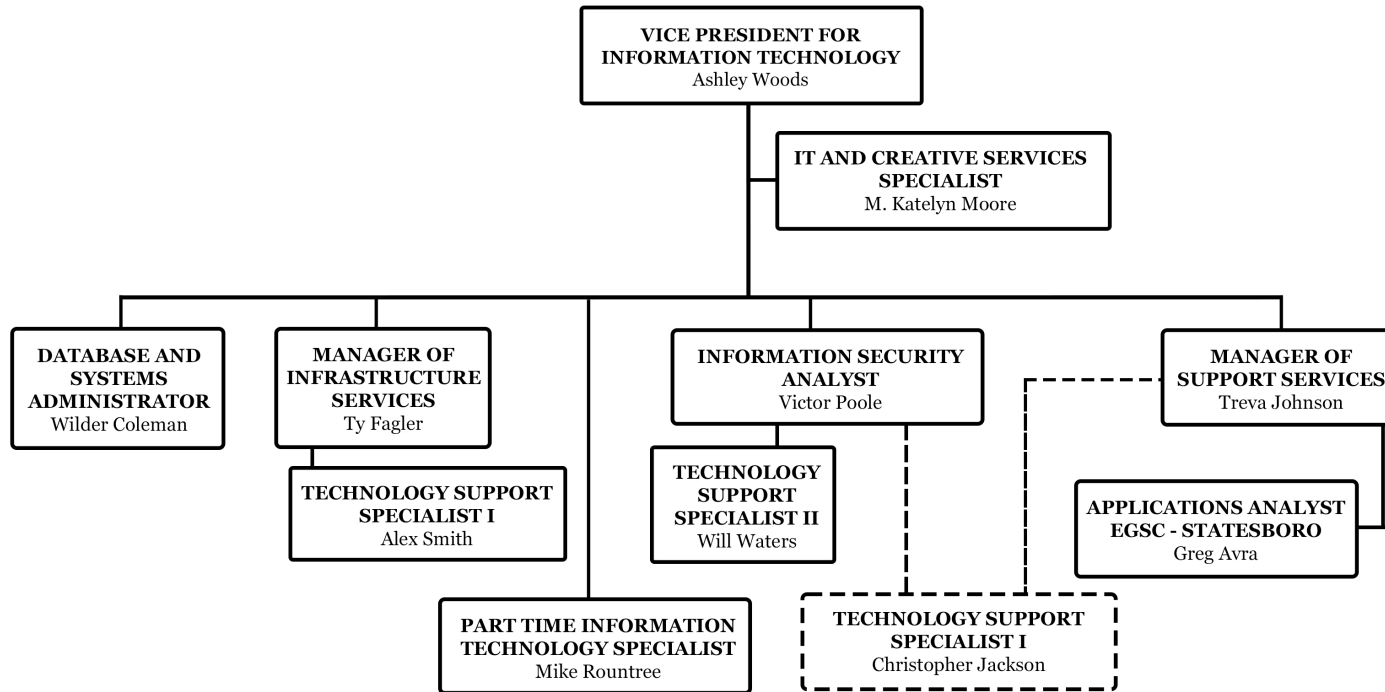 VICE PRESIDENT FOR
INFORMATION TECHNOLOGY
Ashley Woods
IT AND CREATIVE SERVICES
SPECIALIST
M. Katelyn Moore
DATABASE AND
SYSTEMS
ADMINISTRATOR
Wilder Coleman
MANAGER OF
INFRASTRUCTURE
SERVICES
Ty Fagler
INFORMATION SECURITY
ANALYST
Victor Poole
MANAGER OF
SUPPORT SERVICES
Treva Johnson
TECHNOLOGY SUPPORT
SPECIALIST I
Alex Smith
TECHNOLOGY
SUPPORT
SPECIALIST II
Will Waters
APPLICATIONS ANALYST
EGSC - STATESBORO
Greg Avra
PART TIME INFORMATION
TECHNOLOGY SPECIALIST
Mike Rountree
TECHNOLOGY SUPPORT
SPECIALIST I
Christopher Jackson